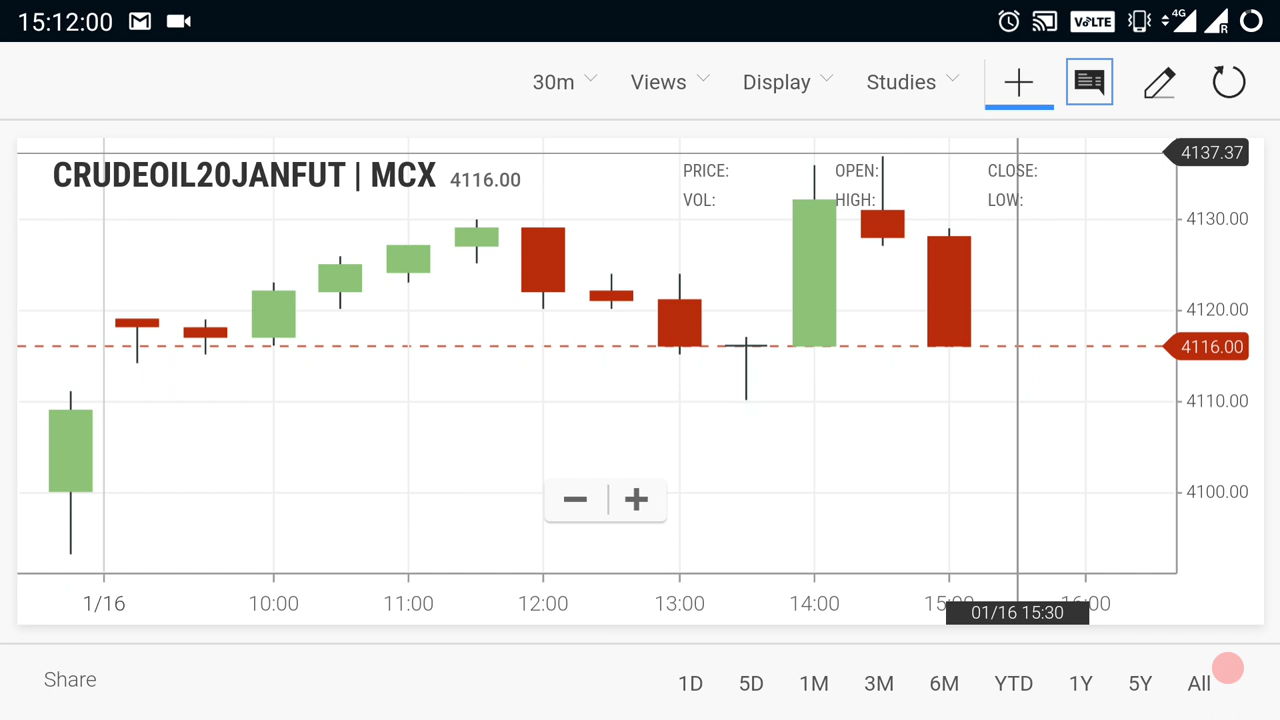 15:12:00 VoLTE 4G R
30m Views Display Studies
4137.37
CRUDEOIL20JANFUT | MCX 4116.00 PRICE: OPEN: CLOSE:
VOL: HIGH: LOW:
4130.00
4120.00
4116.00
4110.00
4100.00
1/16 10:00 11:00 12:00 13:00 14:00 15:00 16:00
01/16 15:30
Share 1D 5D 1M 3M 6M YTD 1Y 5Y All